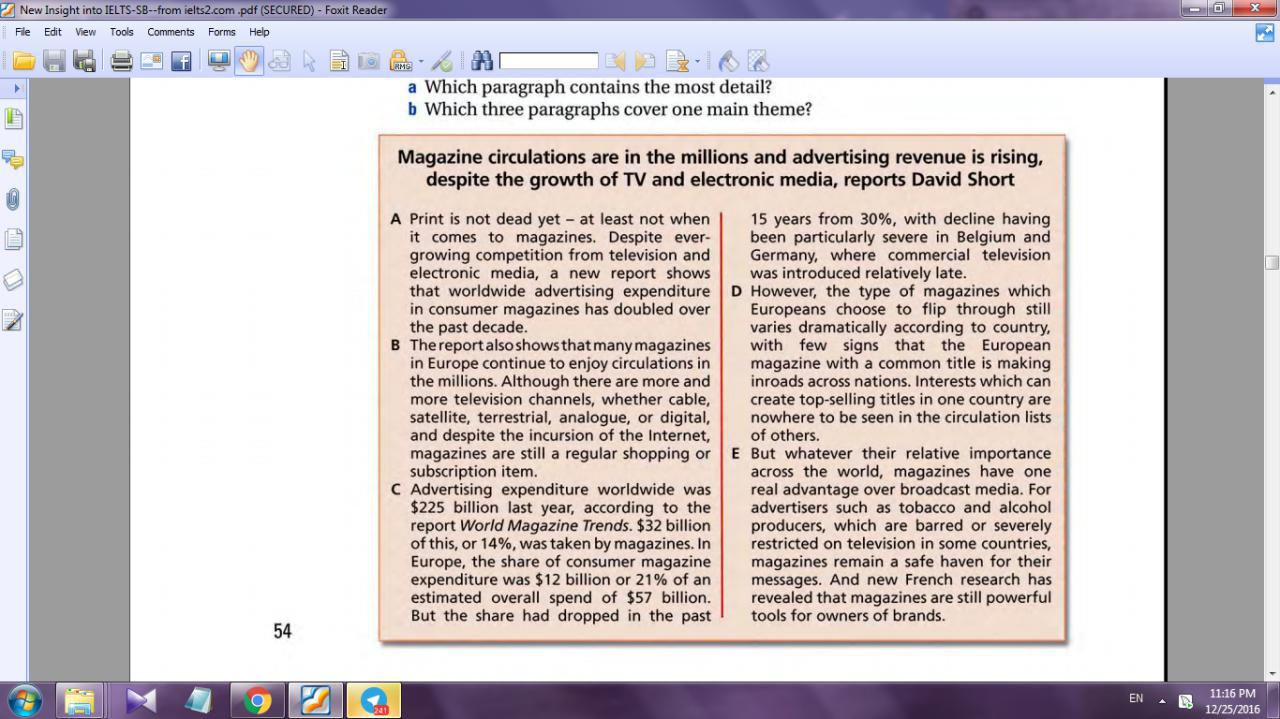 New Insight into IELTS-SB--from ielts2.com .pdf (SECURED) - Foxit Reader
File Edit View Tools Comments Forms Help
a Which paragraph contains the most detail?
b Which three paragraphs cover one main theme?
Magazine circulations are in the millions and advertising revenue is rising,
despite the growth of TV and electronic media, reports David Short
A Print is not dead yet – at least not when
it comes to magazines. Despite ever-
growing competition from television and
electronic media, a new report shows
that worldwide advertising expenditure
in consumer magazines has doubled over
the past decade.
B The report also shows that many magazines
in Europe continue to enjoy circulations in
the millions. Although there are more and
more television channels, whether cable,
satellite, terrestrial, analogue, or digital,
and despite the incursion of the Internet,
magazines are still a regular shopping or
subscription item.
C Advertising expenditure worldwide was
$225 billion last year, according to the
report World Magazine Trends. $32 billion
of this, or 14%, was taken by magazines. In
Europe, the share of consumer magazine
expenditure was $12 billion or 21% of an
estimated overall spend of $57 billion.
But the share had dropped in the past
15 years from 30%, with decline having
been particularly severe in Belgium and
Germany, where commercial television
was introduced relatively late.
D However, the type of magazines which
Europeans choose to flip through still
varies dramatically according to country,
with few signs that the European
magazine with a common title is making
inroads across nations. Interests which can
create top-selling titles in one country are
nowhere to be seen in the circulation lists
of others.
E But whatever their relative importance
across the world, magazines have one
real advantage over broadcast media. For
advertisers such as tobacco and alcohol
producers, which are barred or severely
restricted on television in some countries,
magazines remain a safe haven for their
messages. And new French research has
revealed that magazines are still powerful
tools for owners of brands.
54
RMS
241
EN
11:16 PM
12/25/2016